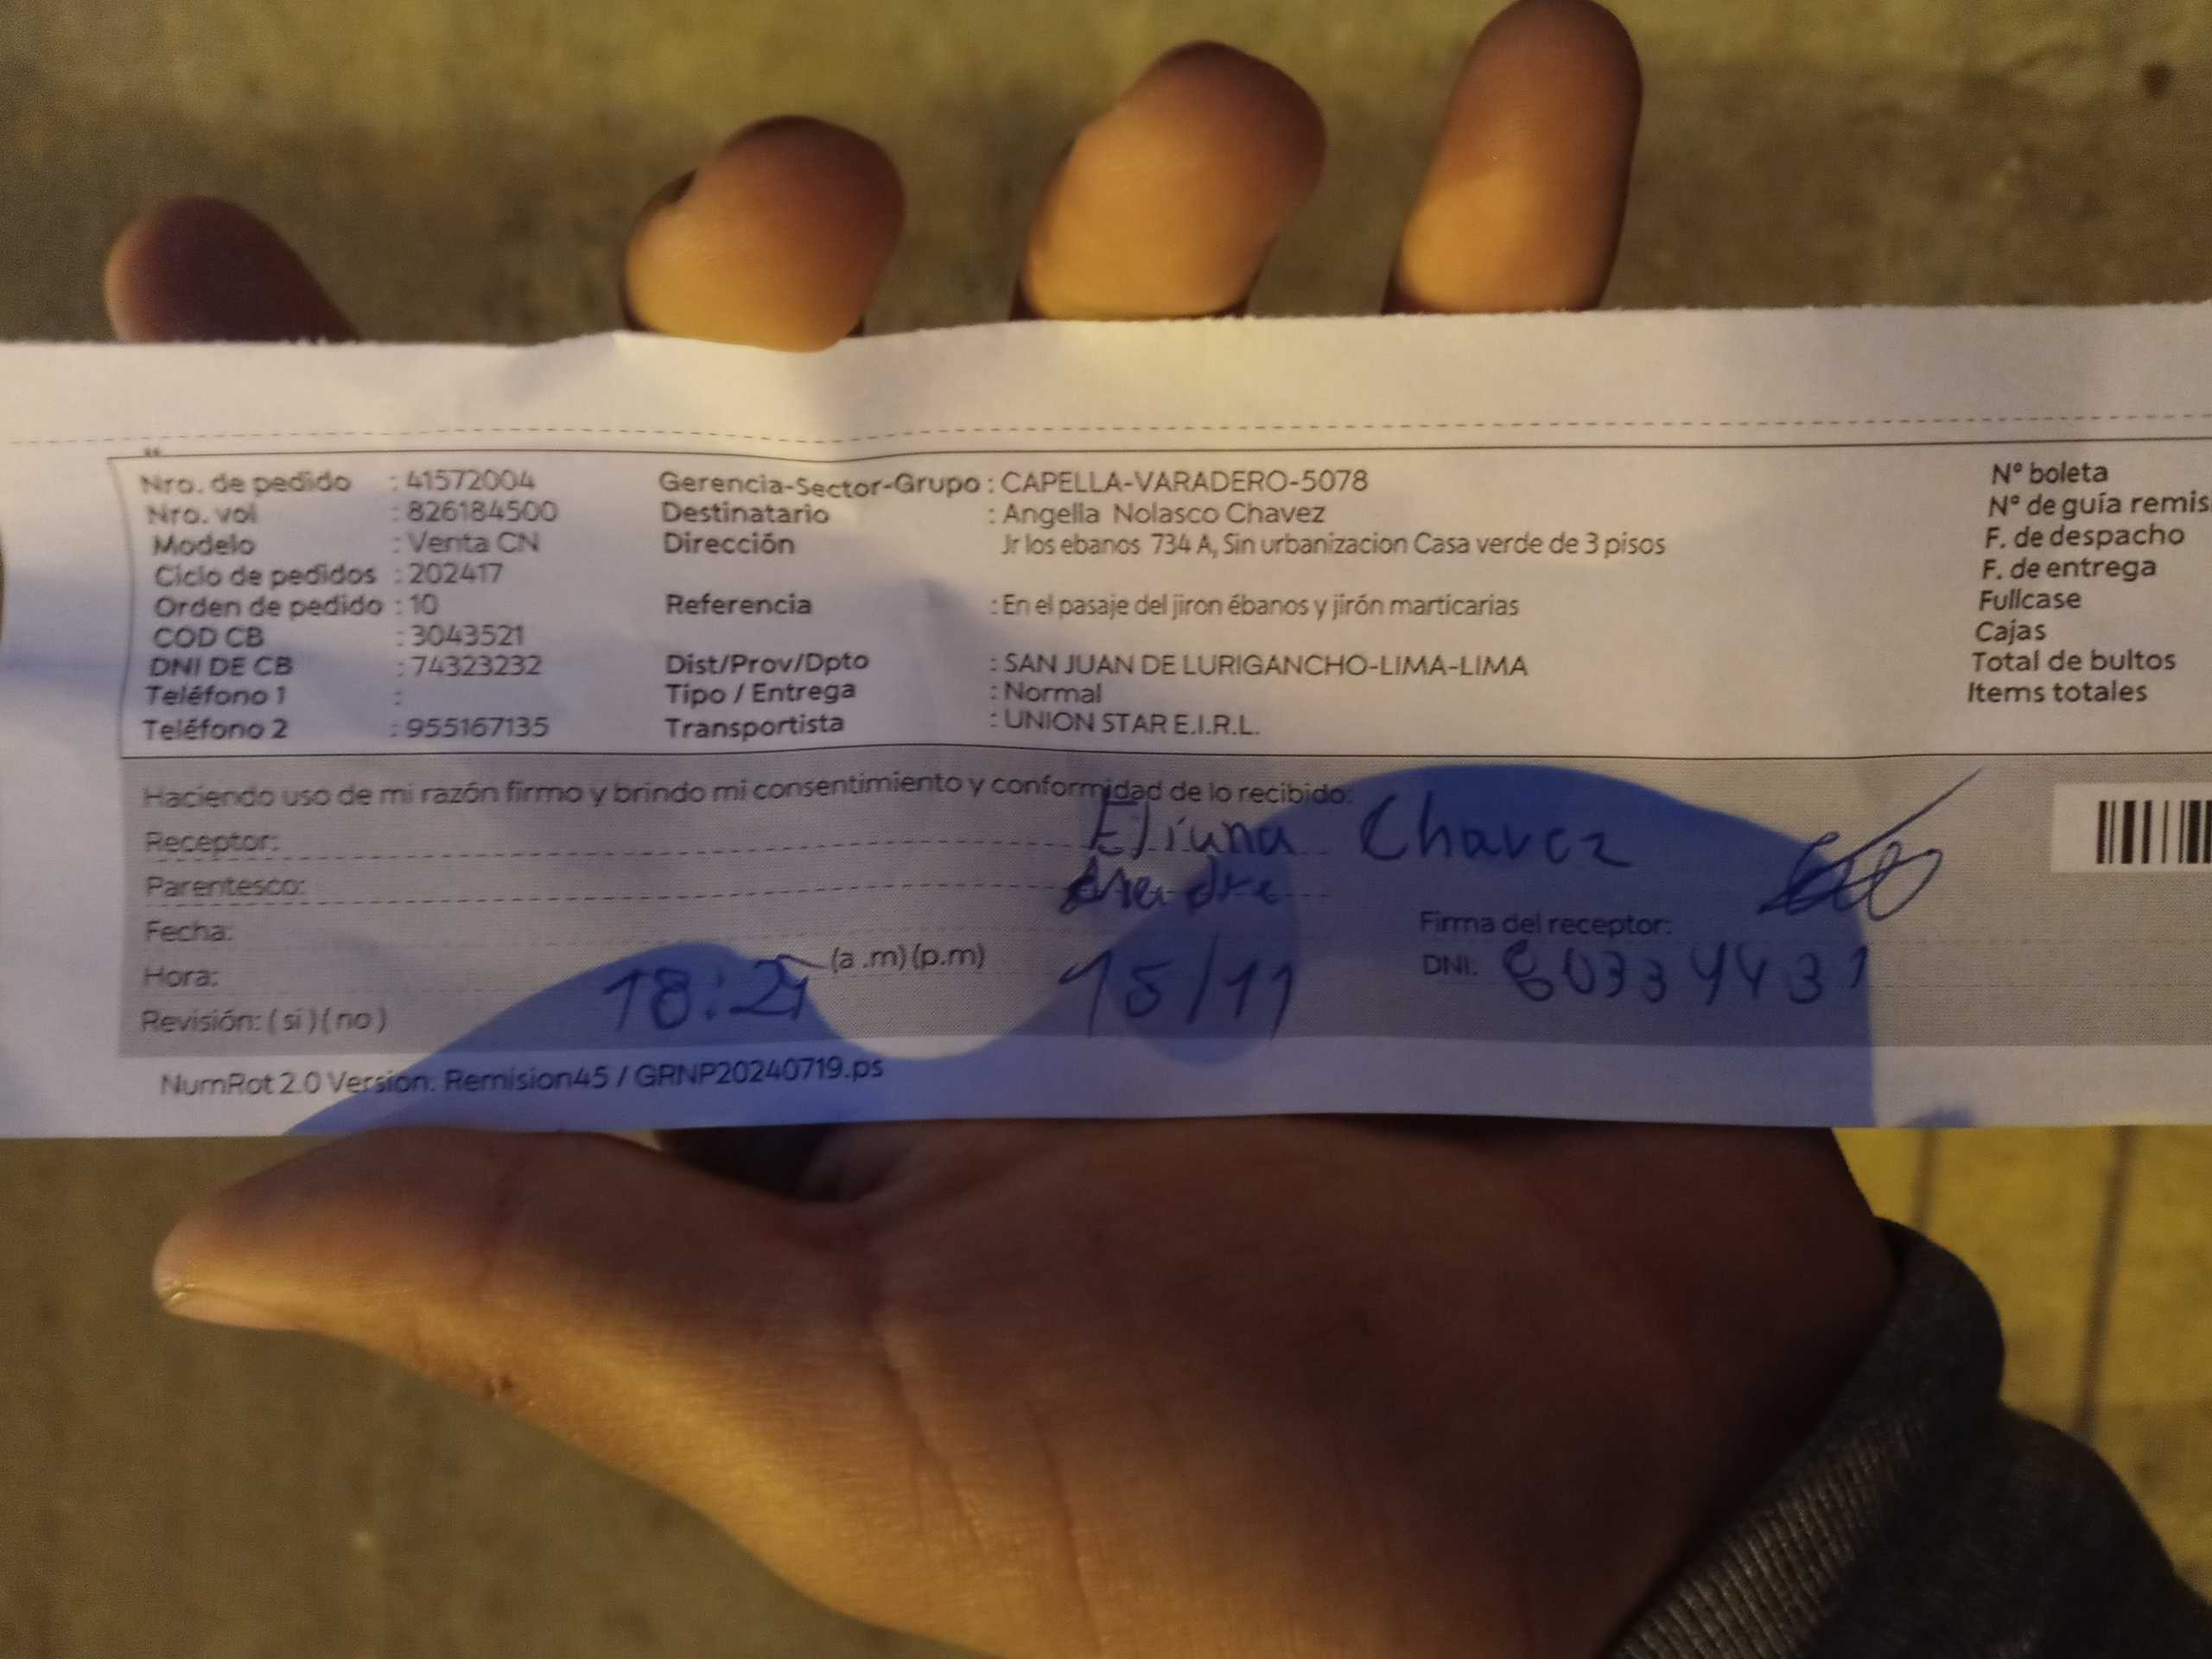 Nro. de pedido : 41572004 Gerencia-Sector-Grupo : CAPELLA-VARADERO-5078 Nº boleta
Nro. vol : 826184500 Destinatario : Angella Nolasco Chavez Nº de guía remis
Modelo : Venta CN Dirección Jr los ebanos 734 A, Sin urbanizacion Casa verde de 3 pisos F. de despacho
Ciclo de pedidos : 202417 F. de entrega
Orden de pedido : 10 Referencia : En el pasaje del jiron ébanos y jirón marticarias Fullcase
COD CB : 3043521 Cajas
DNI DE CB : 74323232 Dist/Prov/Dpto : SAN JUAN DE LURIGANCHO-LIMA-LIMA Total de bultos
Teléfono 1 : Tipo / Entrega : Normal Items totales
Teléfono 2 : 955167135 Transportista : UNION STAR E.I.R.L.
Haciendo uso de mi razón firmo y brindo mi consentimiento y conformidad de lo recibido:
Receptor: Eliana Chavez
Parentesco:
Fecha: 15/11 Firma del receptor:
Hora: 18:21 (a .m) (p.m) DNI: 80334431
Revisión: ( si ) ( no )
NumRot 2.0 Version: Remision45 / GRNP20240719.ps